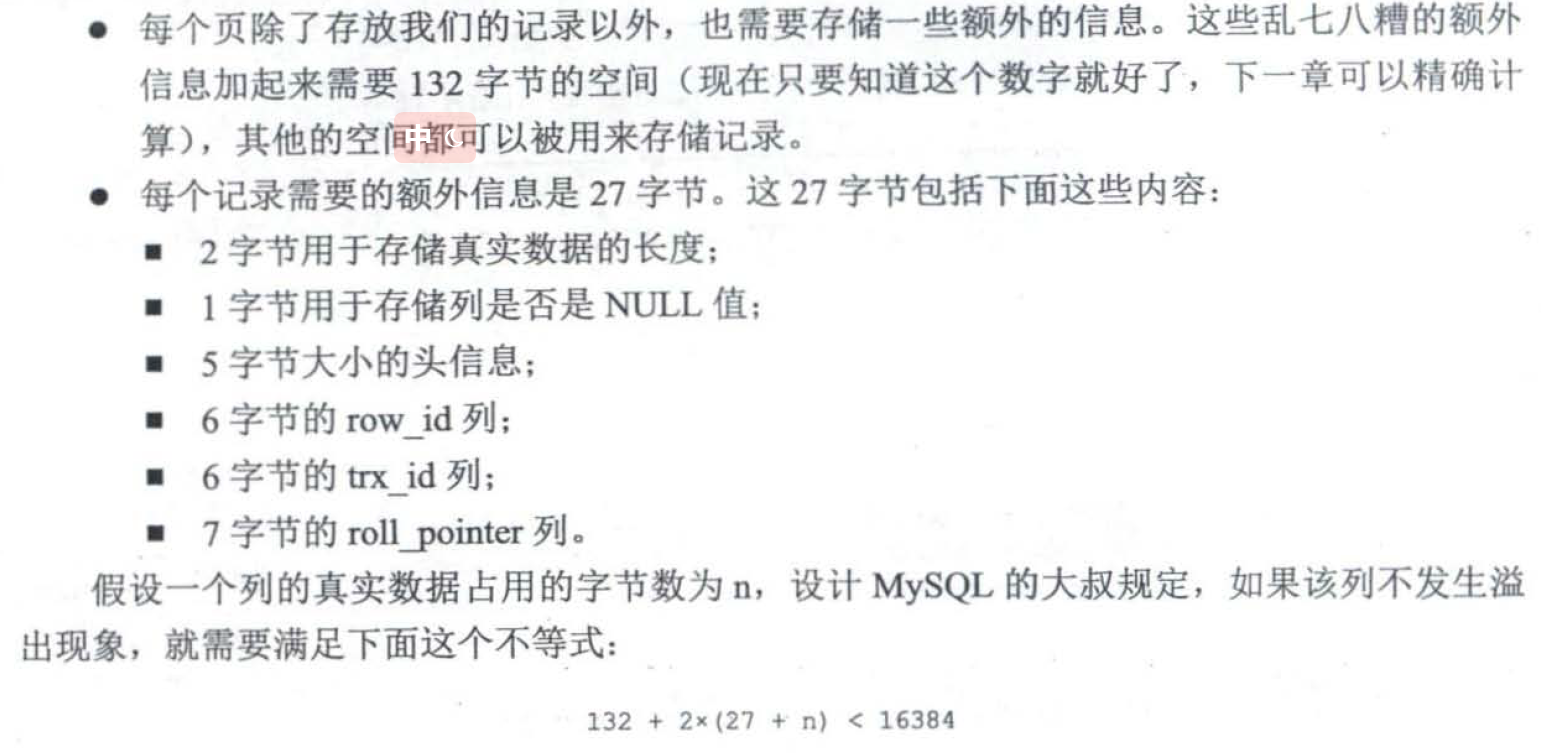 ● 每个页除了存放我们的记录以外，也需要存储一些额外的信息。这些乱七八糟的额外
信息加起来需要 132 字节的空间（现在只要知道这个数字就好了，下一章可以精确计
算），其他的空间都可以被用来存储记录。
● 每个记录需要的额外信息是 27 字节。这 27 字节包括下面这些内容：
■ 2 字节用于存储真实数据的长度；
■ 1 字节用于存储列是否是 NULL 值；
■ 5 字节大小的头信息；
■ 6 字节的 row_id 列；
■ 6 字节的 trx_id 列；
■ 7 字节的 roll_pointer 列。
假设一个列的真实数据占用的字节数为 n，设计 MySQL 的大叔规定，如果该列不发生溢
出现象，就需要满足下面这个不等式：
132 + 2×(27 + n) < 16384
中